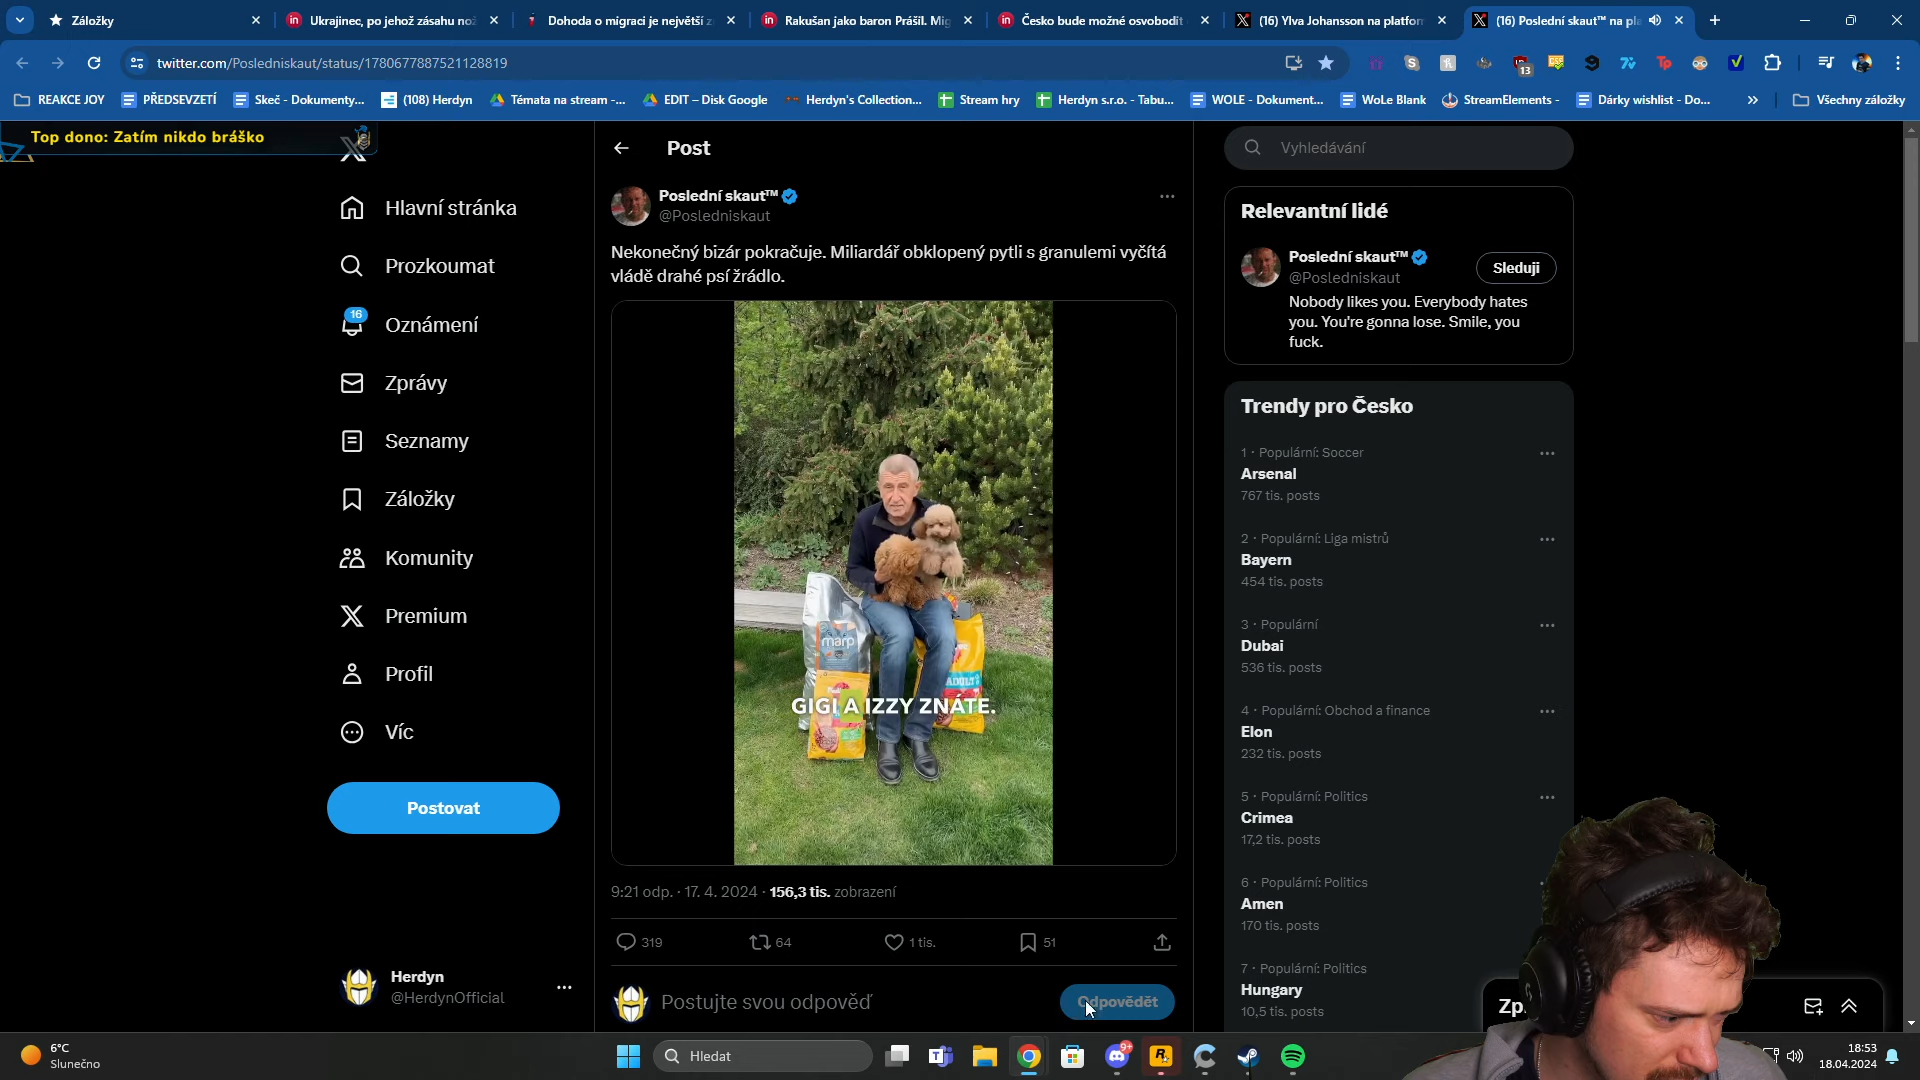 Záložky
Ukrajinec, po jehož zásahu no
Dohoda o migraci je největší z
Rakušan jako baron Prášil. Mig
Česko bude možné osvobodit
(16) Ylva Johansson na platfor
(16) Poslední skaut™ na pla
twitter.com/Posledniskaut/status/1780677887521128819
13
REAKCE JOY
PŘEDSEVZETÍ
Skeč - Dokumenty...
(108) Herdyn
Témata na stream -...
EDIT – Disk Google
Herdyn's Collection...
Stream hry
Herdyn s.r.o. - Tabu...
WOLE - Dokument...
WoLe Blank
StreamElements -
Dárky wishlist - Do...
Všechny záložky
Top dono: Zatím nikdo bráško
Hlavní stránka
Prozkoumat
16
Oznámení
Zprávy
Seznamy
Záložky
Komunity
Premium
Profil
Víc
Postovat
Herdyn
@HerdynOfficial
Post
Poslední skaut™
@Posledniskaut
Nekonečný bizár pokračuje. Miliardář obklopený pytli s granulemi vyčítá
vládě drahé psí žrádlo.
marp
ADULT
GIGI A IZZY ZNÁTE.
9:21 odp. · 17. 4. 2024 · 156,3 tis. zobrazení
319
64
1 tis.
51
Postujte svou odpověď
Odpovědět
Vyhledávání
Relevantní lidé
Poslední skaut™
@Posledniskaut
Sleduji
Nobody likes you. Everybody hates
you. You're gonna lose. Smile, you
fuck.
Trendy pro Česko
1 · Populární: Soccer
Arsenal
767 tis. posts
2 · Populární: Liga mistrů
Bayern
454 tis. posts
3 · Populární
Dubai
536 tis. posts
4 · Populární: Obchod a finance
Elon
232 tis. posts
5 · Populární: Politics
Crimea
17,2 tis. posts
6 · Populární: Politics
Amen
170 tis. posts
7 · Populární: Politics
Hungary
10,5 tis. posts
Zp
6°C
Slunečno
Hledat
9+
18:53
18.04.2024